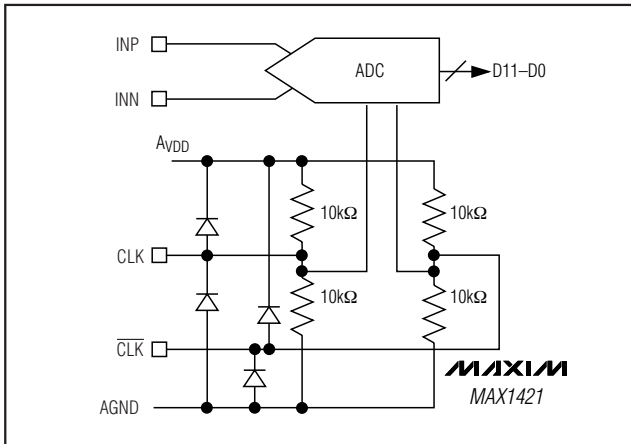 INP
ADC
D11–D0
INN
AVDD
10kΩ
10kΩ
CLK
10kΩ
10kΩ
CLK
MAXIM
MAX1421
AGND